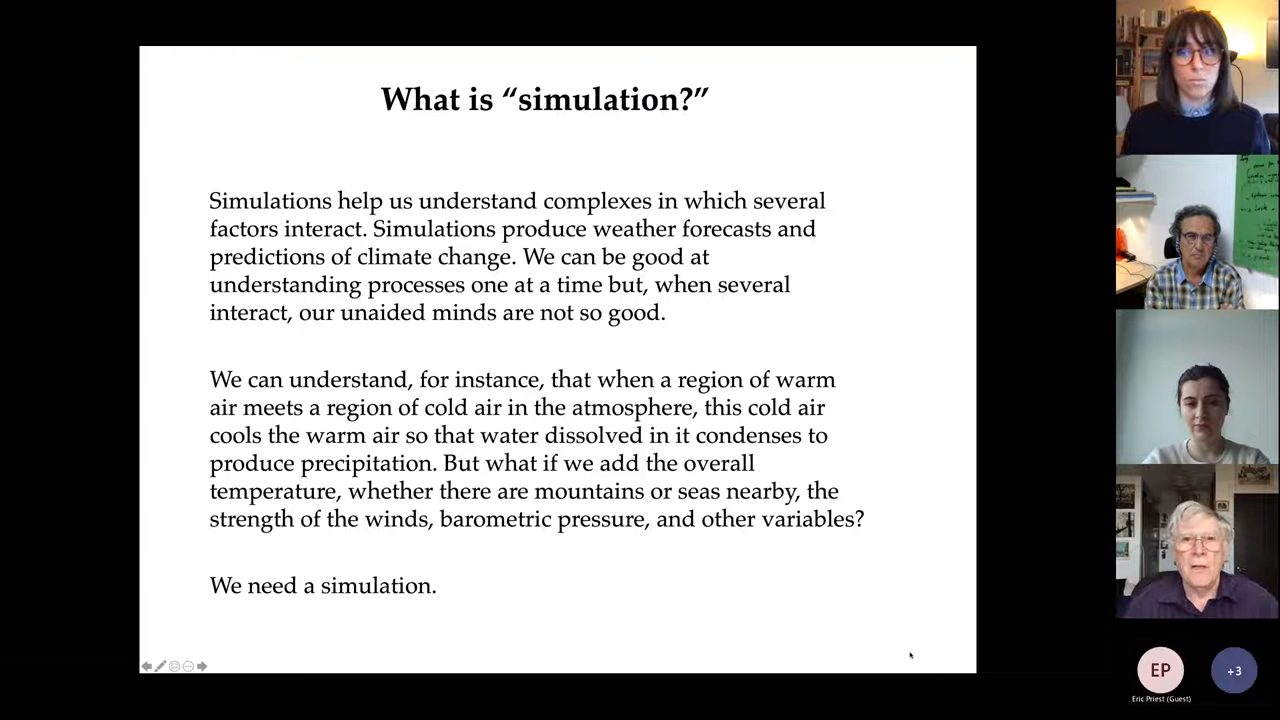 What is “simulation?”
Simulations help us understand complexes in which several
factors interact. Simulations produce weather forecasts and
predictions of climate change. We can be good at
understanding processes one at a time but, when several
interact, our unaided minds are not so good.
We can understand, for instance, that when a region of warm
air meets a region of cold air in the atmosphere, this cold air
cools the warm air so that water dissolved in it condenses to
produce precipitation. But what if we add the overall
temperature, whether there are mountains or seas nearby, the
strength of the winds, barometric pressure, and other variables?
We need a simulation.
EP
+3
Eric Priest (Guest)